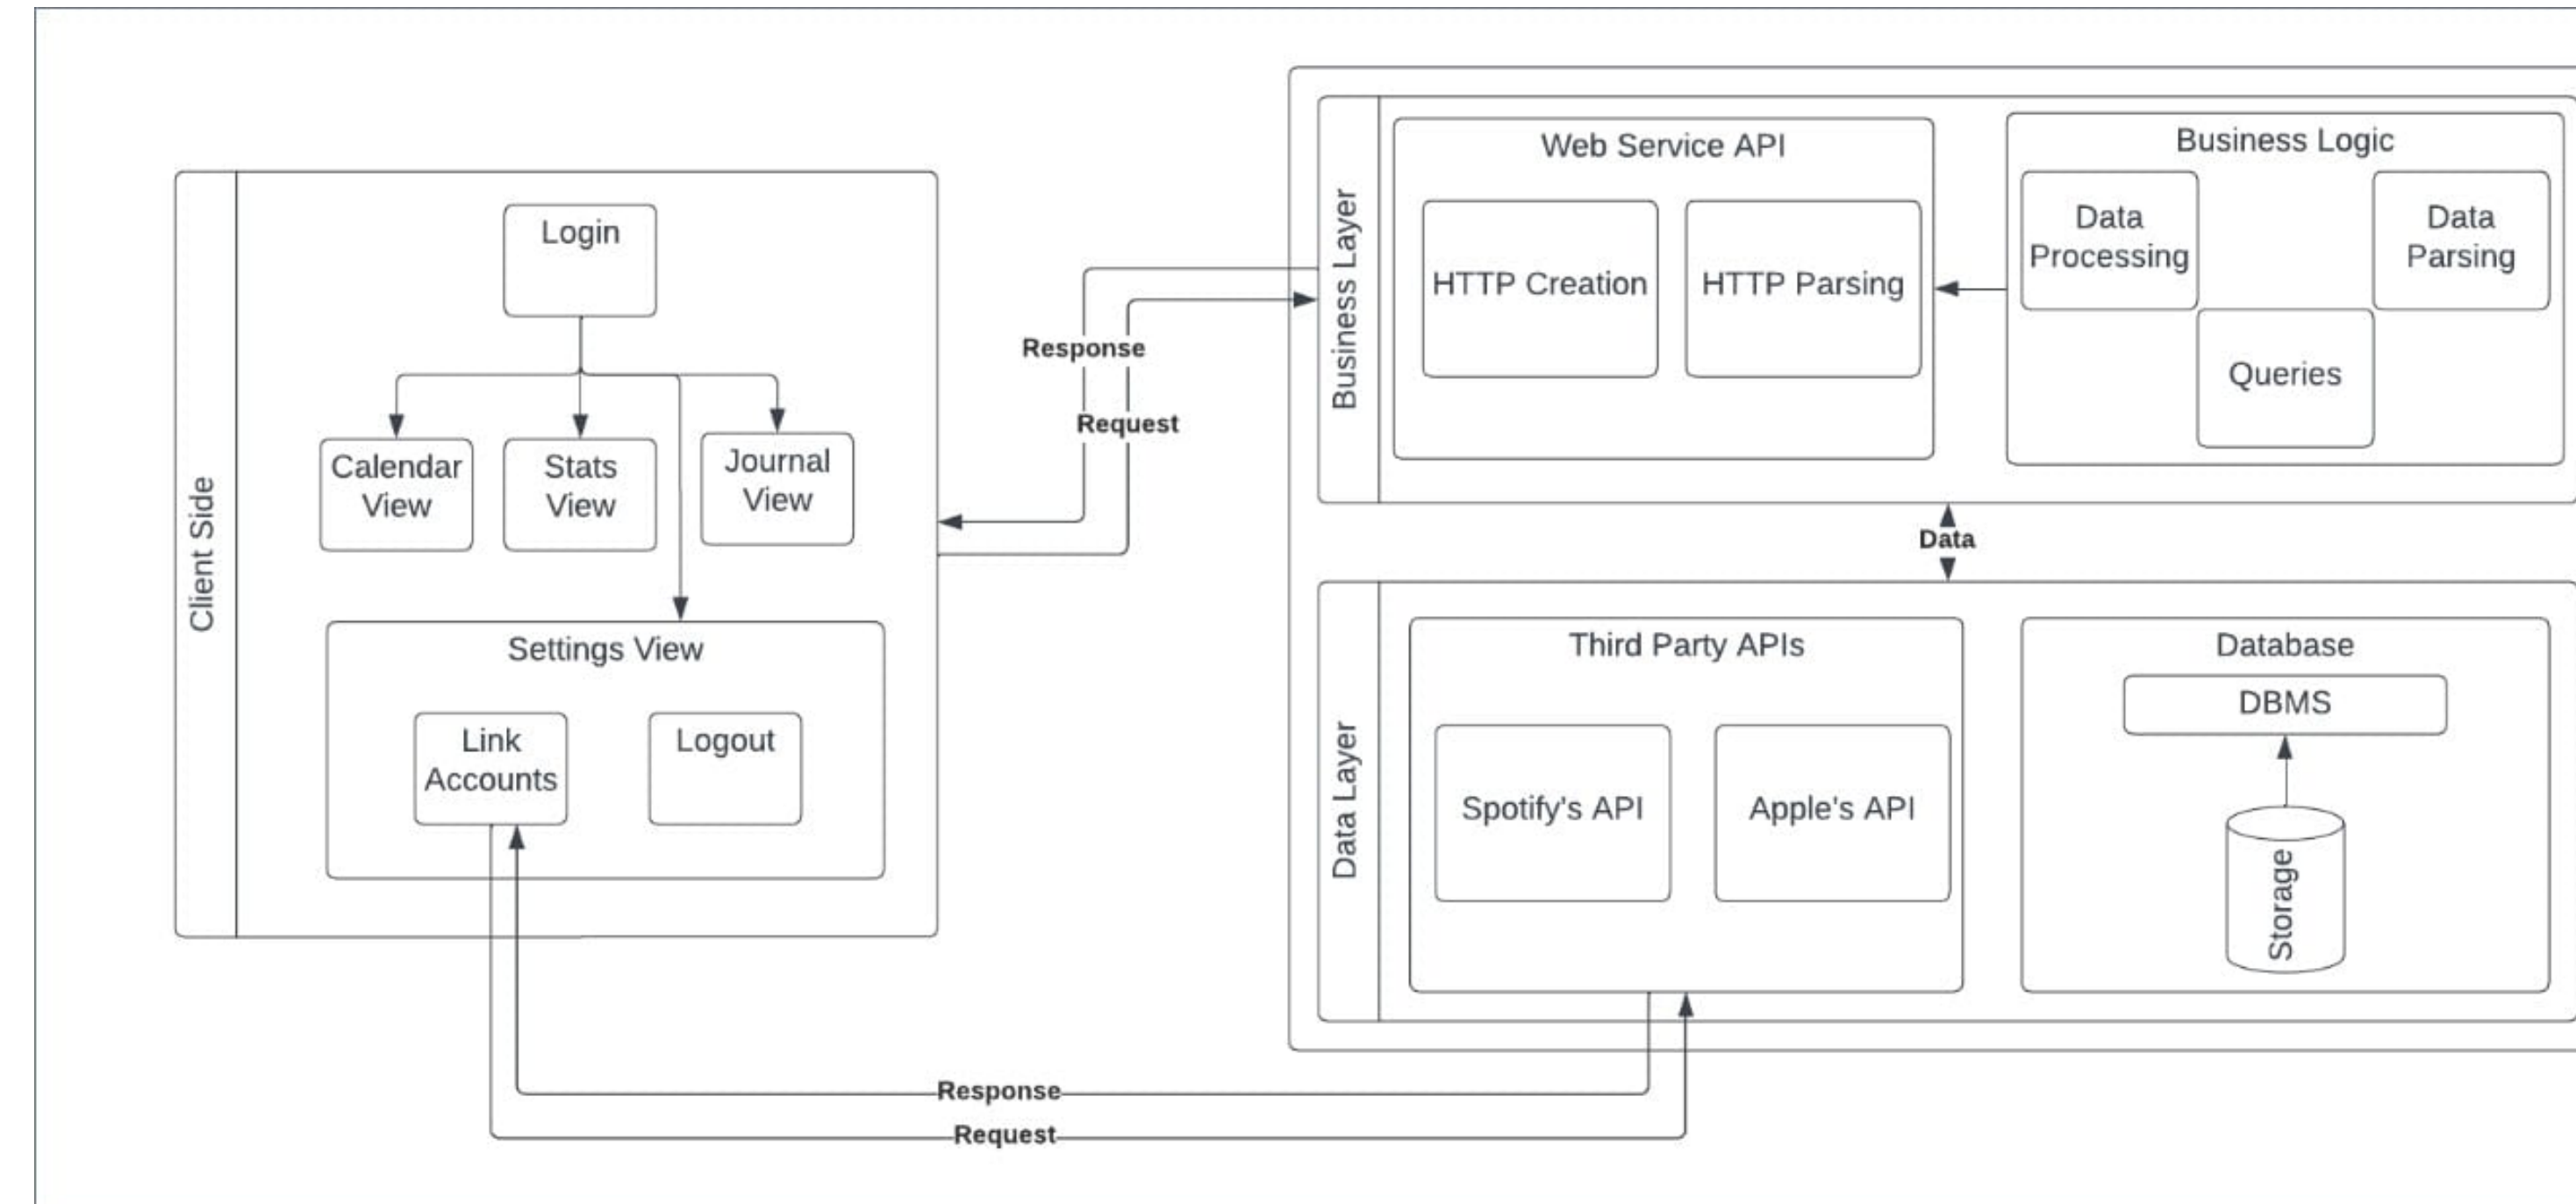 Client Side
Login
Calendar
View
Stats
View
Journal
View
Settings View
Link
Accounts
Logout
Response
Request
Business Layer
Web Service API
HTTP Creation
HTTP Parsing
Business Logic
Data
Processing
Data
Parsing
Queries
Data
Data Layer
Third Party APIs
Spotify's API
Apple's API
Database
DBMS
Storage
Response
Request